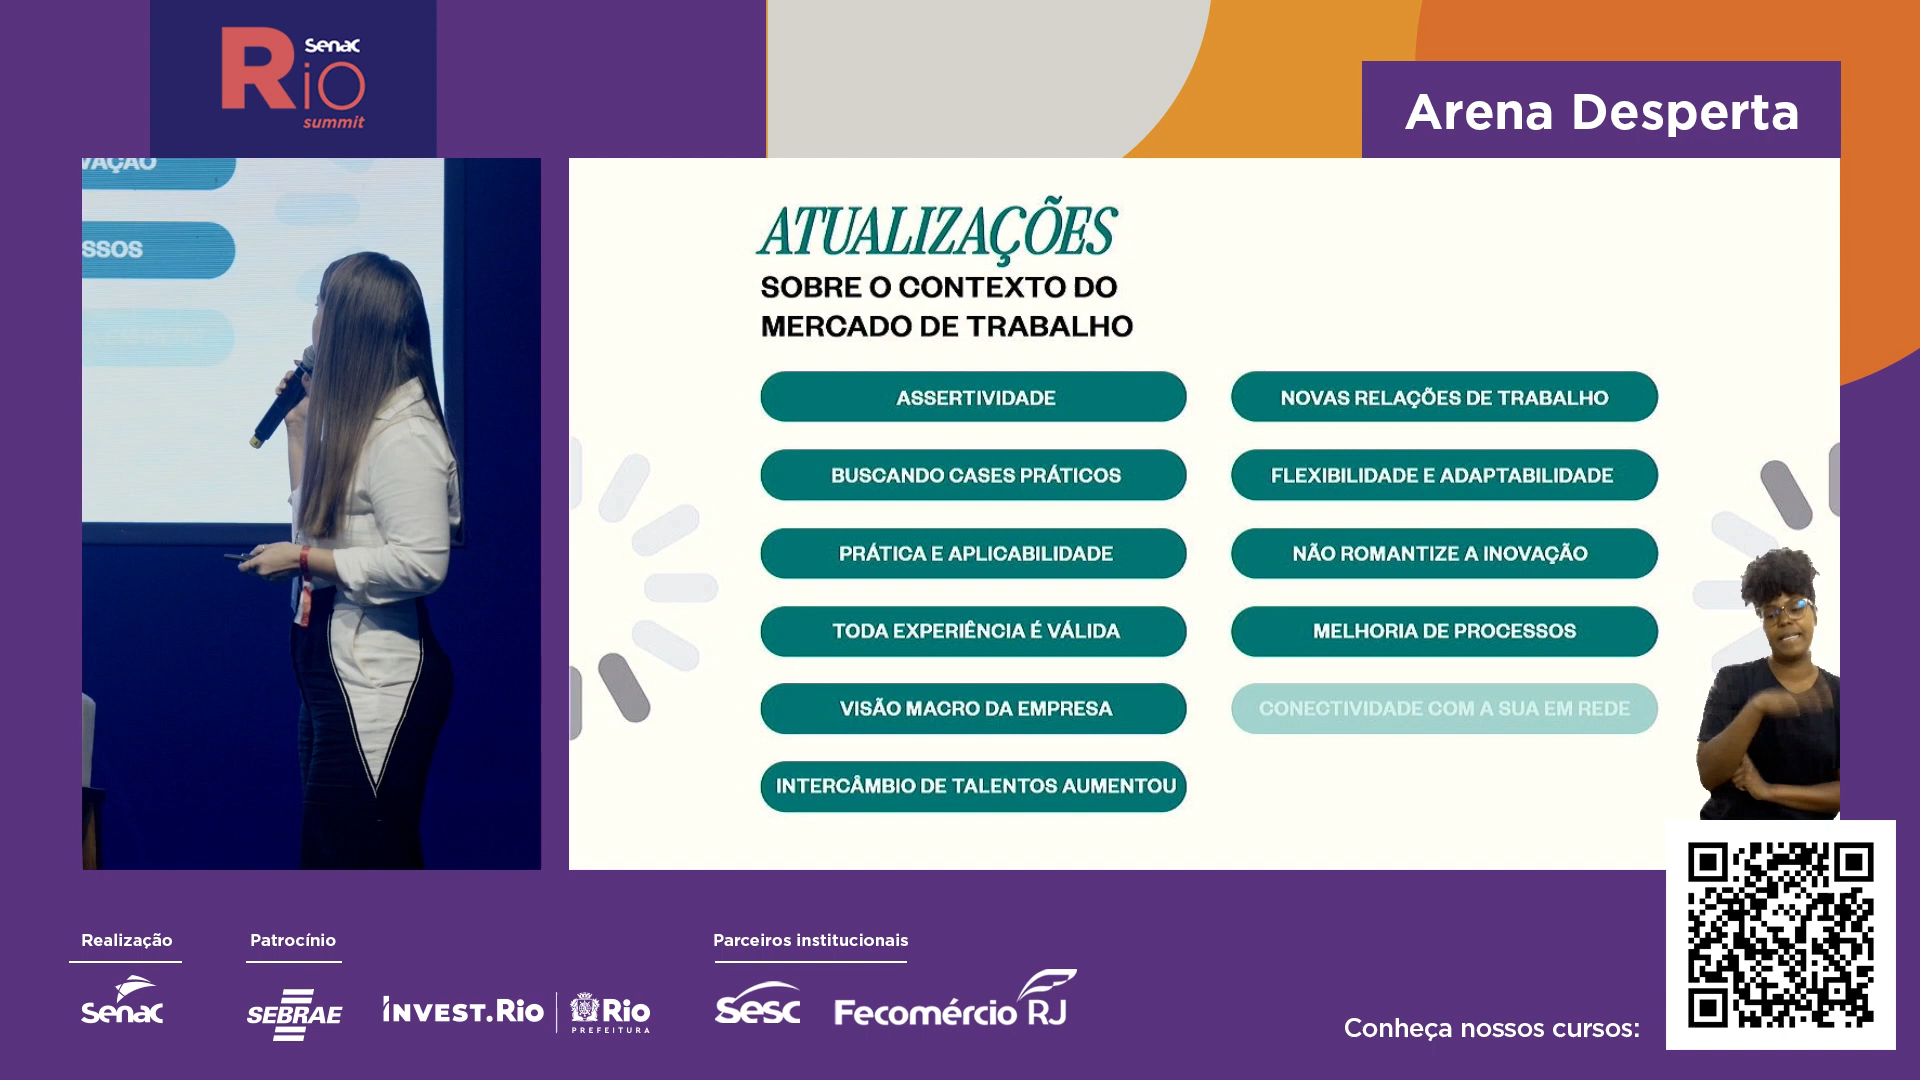 Senac
Rio
summit
Arena Desperta
VAÇÃO
SSOS
ATUALIZAÇÕES
SOBRE O CONTEXTO DO
MERCADO DE TRABALHO
ASSERTIVIDADE
BUSCANDO CASES PRÁTICOS
PRÁTICA E APLICABILIDADE
TODA EXPERIÊNCIA É VÁLIDA
VISÃO MACRO DA EMPRESA
INTERCÂMBIO DE TALENTOS AUMENTOU
NOVAS RELAÇÕES DE TRABALHO
FLEXIBILIDADE E ADAPTABILIDADE
NÃO ROMANTIZE A INOVAÇÃO
MELHORIA DE PROCESSOS
CONECTIVIDADE COM A SUA EM REDE
Realização
Senac
Patrocínio
SEBRAE
INVEST.Rio
Rio
PREFEITURA
Parceiros institucionais
Sesc
Fecomércio RJ
Conheça nossos cursos: